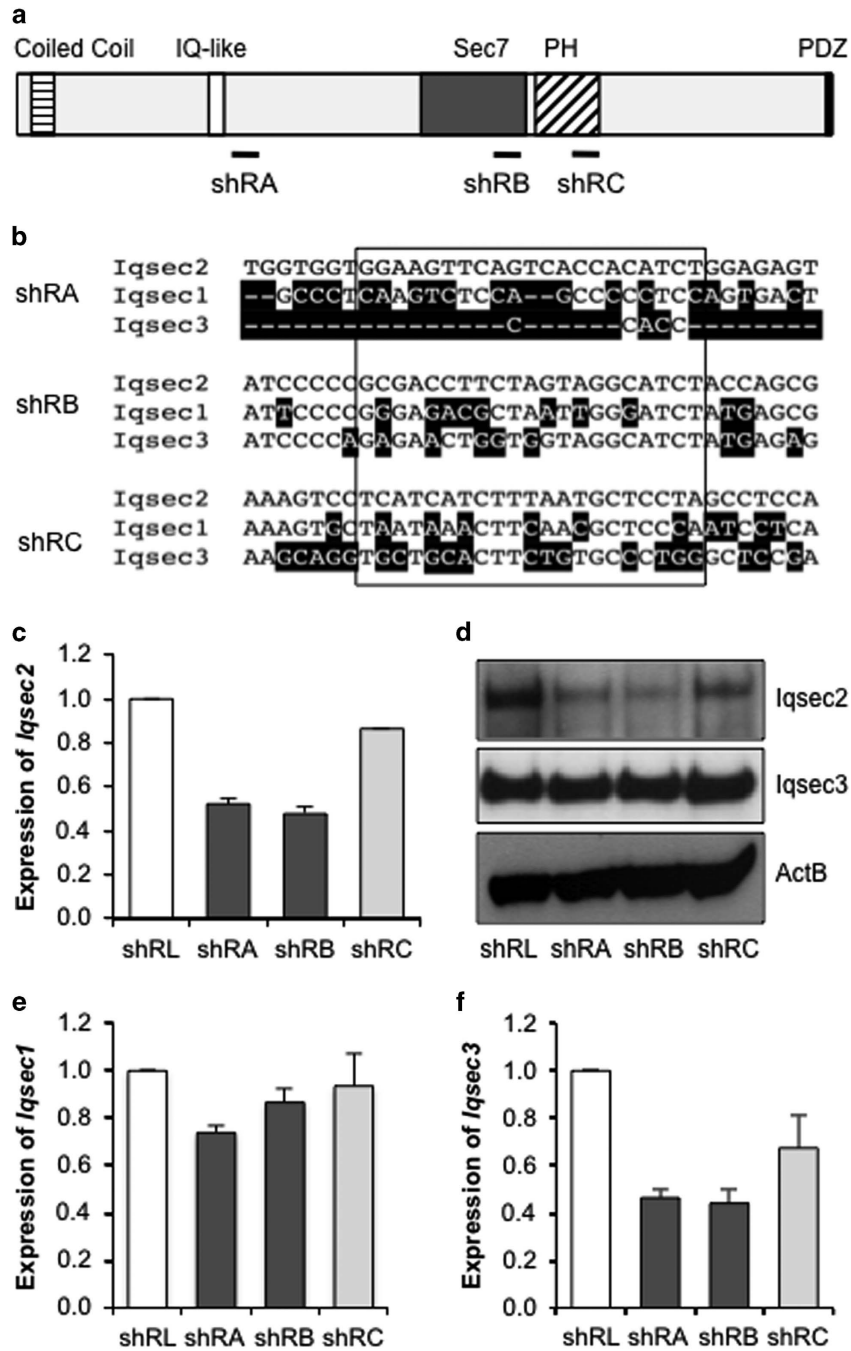 a
Coiled Coil IQ-like Sec7 PH PDZ
shRA shRB shRC
b
shRA
Iqsec2 TGGTGGTGGAAGTTCAGTCACCACATCTGGAGAGT
Iqsec1 --GCCCTCAAGTCTCCA--GCCCCCTCCAGTGACT
Iqsec3 ----------------C------CACC--------
shRB
Iqsec2 ATCCCCCGCGACCTTCTAGTAGGCATCTACCAGCG
Iqsec1 ATTCCCCGGGAGACGCTAATTGGGATCTATGAGCG
Iqsec3 ATCCCCAGAGAACTGGTGGTAGGCATCTATGAGAG
shRC
Iqsec2 AAAGTCCTCATCATCTTTAATGCTCCTAGCCTCCA
Iqsec1 AAAGTGCTAATAAACTTCAACGCTCCCAATCCTCA
Iqsec3 AAGCAGGTGCTGCACTTCTGTGCCCTGGGCTCCGA
c
Expression of Iqsec2
1.2
1.0
0.8
0.6
0.4
0.2
0.0
shRL shRA shRB shRC
d
Iqsec2
Iqsec3
ActB
shRL shRA shRB shRC
e
Expression of Iqsec1
1.2
1.0
0.8
0.6
0.4
0.2
0.0
shRL shRA shRB shRC
f
Expression of Iqsec3
1.2
1.0
0.8
0.6
0.4
0.2
0.0
shRL shRA shRB shRC